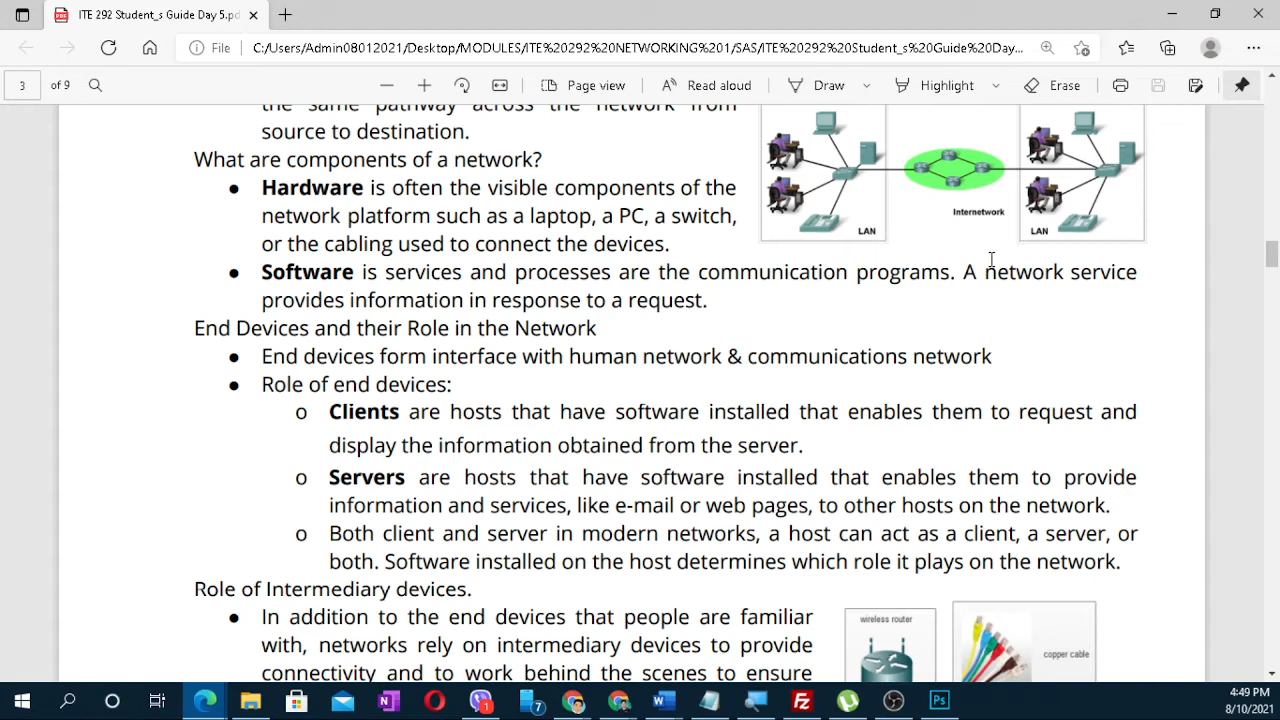 ITE 292 Student_s Guide Day 5.pdf
File
C:/Users/Admin08012021/Desktop/MODULES/ITE%20292%20NETWORKING%201/SAS/ITE%20292%20Student_s%20Guide%20Day...
3 of 9
Page view
Read aloud
Draw
Highlight
Erase
the same pathway across the network from
source to destination.
What are components of a network?
● Hardware is often the visible components of the
network platform such as a laptop, a PC, a switch,
or the cabling used to connect the devices.
LAN
Internetwork
LAN
● Software is services and processes are the communication programs. A network service
provides information in response to a request.
End Devices and their Role in the Network
● End devices form interface with human network & communications network
● Role of end devices:
o Clients are hosts that have software installed that enables them to request and
display the information obtained from the server.
o Servers are hosts that have software installed that enables them to provide
information and services, like e-mail or web pages, to other hosts on the network.
o Both client and server in modern networks, a host can act as a client, a server, or
both. Software installed on the host determines which role it plays on the network.
Role of Intermediary devices.
● In addition to the end devices that people are familiar
with, networks rely on intermediary devices to provide
connectivity and to work behind the scenes to ensure
wireless router
copper cable
1
7
4:49 PM
8/10/2021